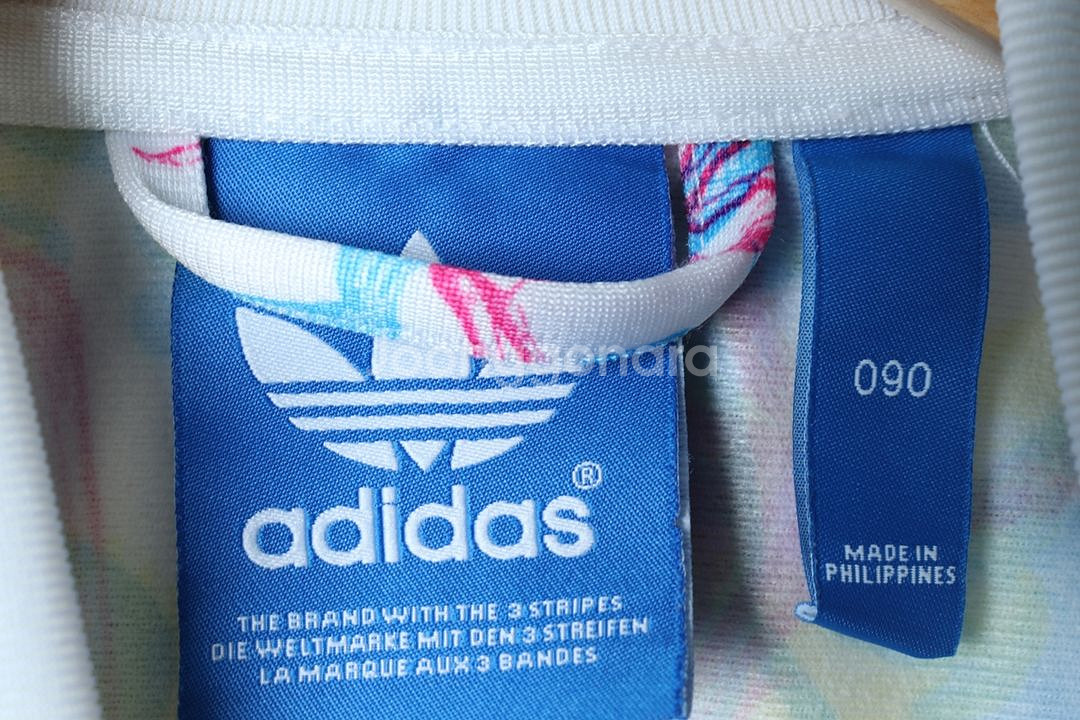 adidas®
THE BRAND WITH THE 3 STRIPES
DIE WELTMARKE MIT DEN 3 STREIFEN
LA MARQUE AUX 3 BANDES
090
MADE IN
PHILIPPINES